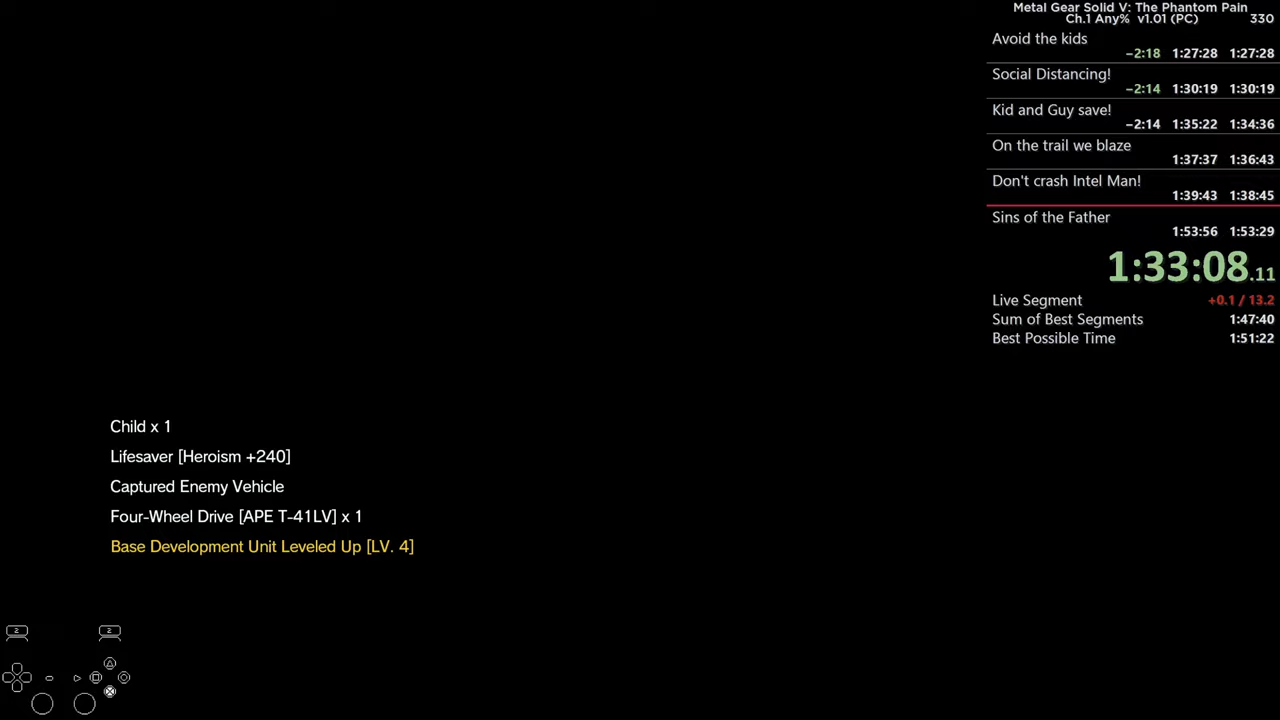 Metal Gear Solid V: The Phantom Pain
Ch.1 Any% v1.01 (PC) 330
Avoid the kids
-2:18 1:27:28 1:27:28
Social Distancing!
-2:14 1:30:19 1:30:19
Kid and Guy save!
-2:14 1:35:22 1:34:36
On the trail we blaze
1:37:37 1:36:43
Don't crash Intel Man!
1:39:43 1:38:45
Sins of the Father
1:53:56 1:53:29
1:33:08.11
Live Segment +0.1 / 13.2
Sum of Best Segments 1:47:40
Best Possible Time 1:51:22
Child x 1
Lifesaver [Heroism +240]
Captured Enemy Vehicle
Four-Wheel Drive [APE T-41LV] x 1
Base Development Unit Leveled Up [LV. 4]
2 2